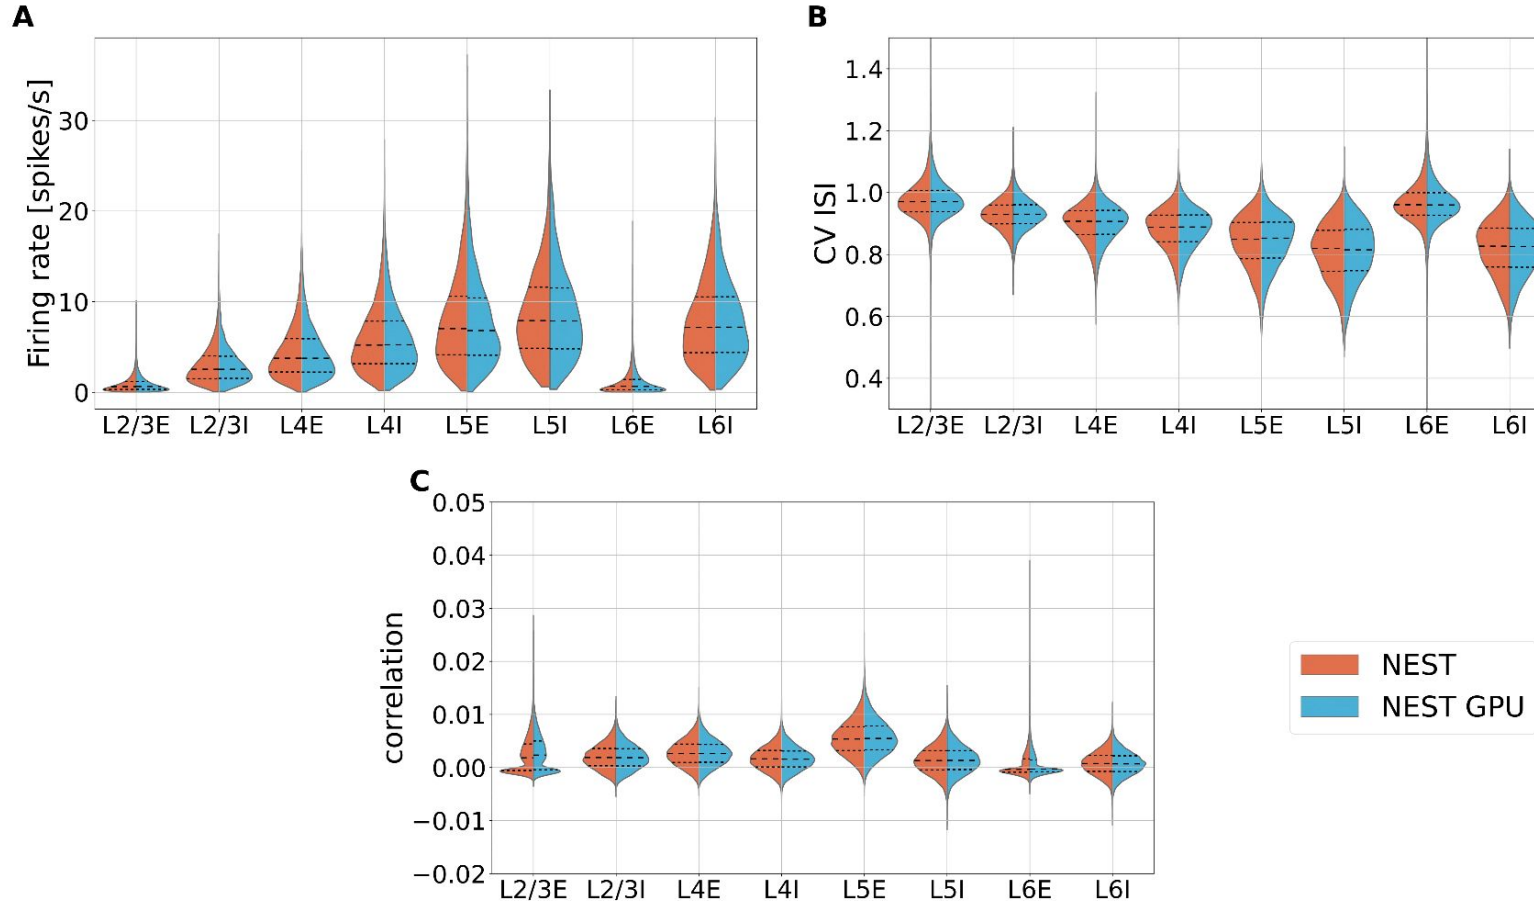 A
Firing rate [spikes/s]
30
20
10
0
L2/3E L2/3I L4E L4I L5E L5I L6E L6I
B
CV ISI
1.4
1.2
1.0
0.8
0.6
0.4
L2/3E L2/3I L4E L4I L5E L5I L6E L6I
C
correlation
0.05
0.04
0.03
0.02
0.01
0.00
−0.01
−0.02
L2/3E L2/3I L4E L4I L5E L5I L6E L6I
NEST
NEST GPU